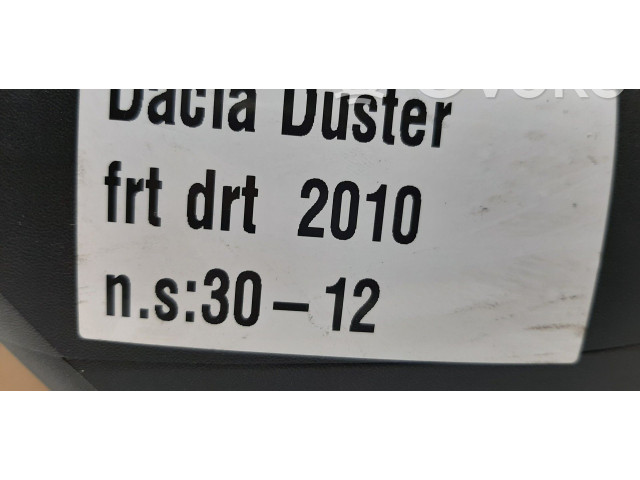 Dacia Duster
frt drt 2010
n.s:30-12